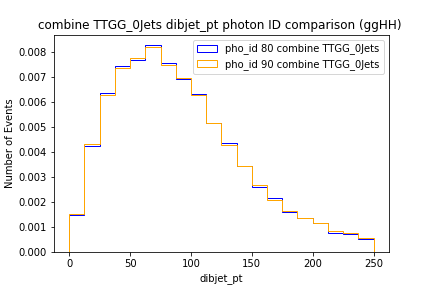 combine TTGG_0Jets dibjet_pt photon ID comparison (ggHH)
pho_id 80 combine TTGG_0Jets
pho_id 90 combine TTGG_0Jets
Number of Events
0.008
0.007
0.006
0.005
0.004
0.003
0.002
0.001
0.000
0 50 100 150 200 250
dibjet_pt